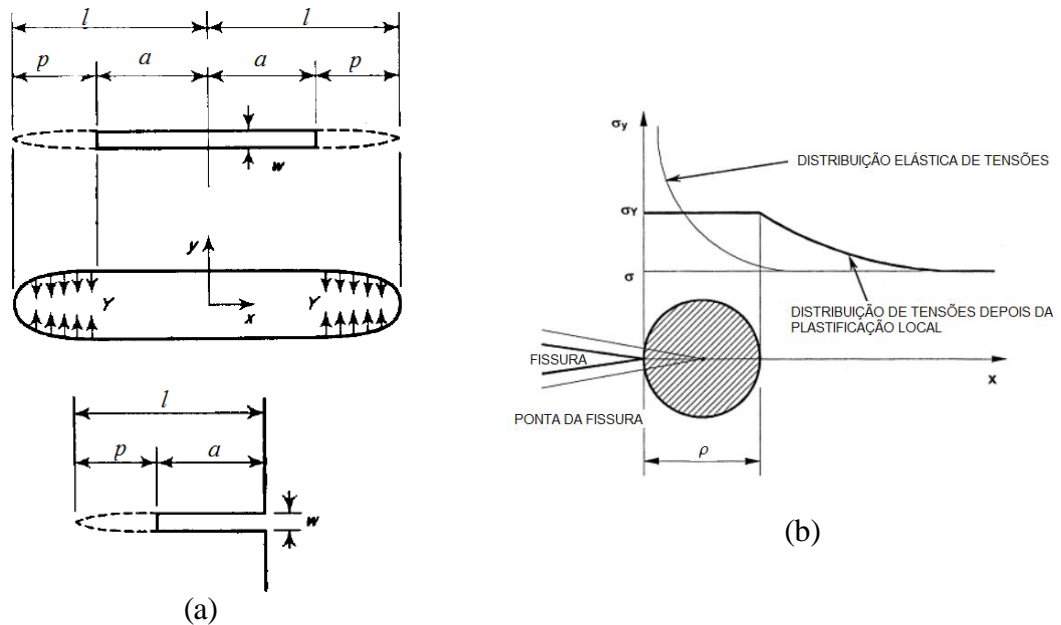 l l
p a a p
w
y
Y Y
x
l
p a
w
(a)
σy
DISTRIBUIÇÃO ELÁSTICA DE TENSÕES
σY
σ
DISTRIBUIÇÃO DE TENSÕES DEPOIS DA
PLASTIFICAÇÃO LOCAL
FISSURA
x
PONTA DA FISSURA
ρ
(b)